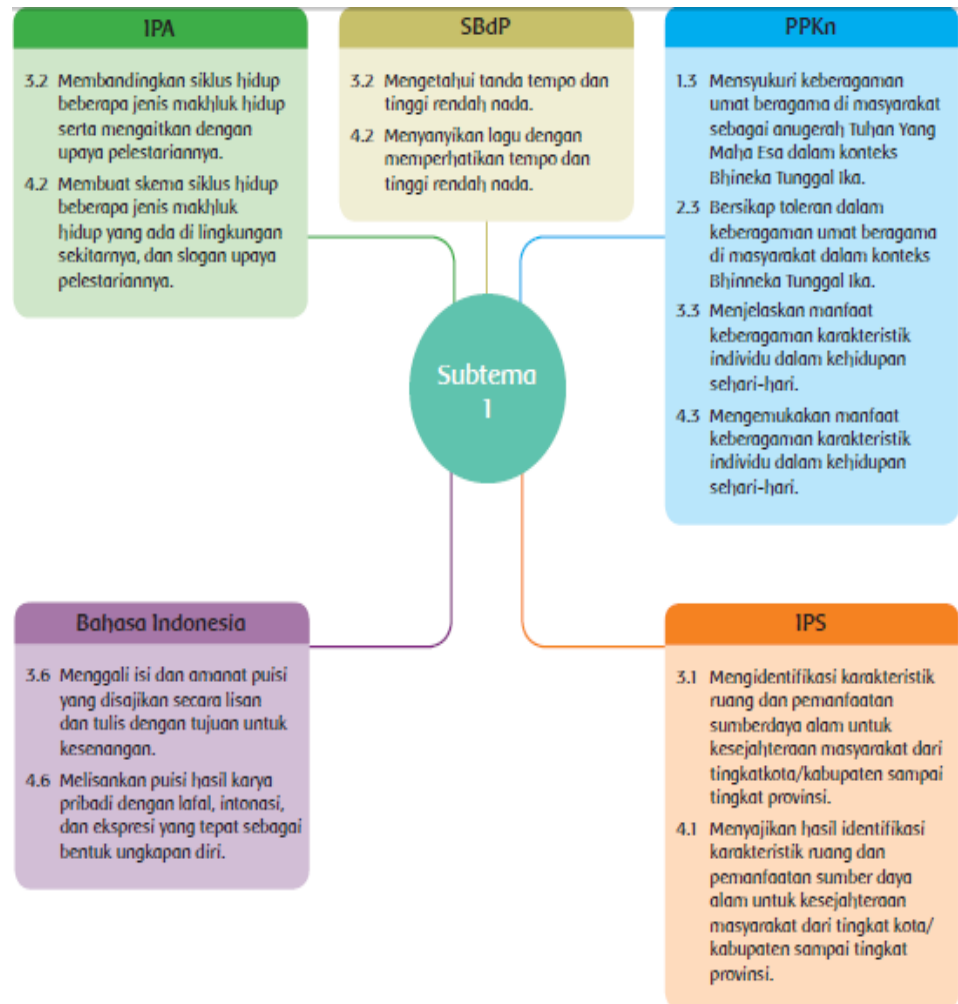 IPA
3.2 Membandingkan siklus hidup
beberapa jenis makhluk hidup
serta mengaitkan dengan
upaya pelestariannya.
4.2 Membuat skema siklus hidup
beberapa jenis makhluk
hidup yang ada di lingkungan
sekitarnya, dan slogan upaya
pelestariannya.
SBdP
3.2 Mengetahui tanda tempo dan
tinggi rendah nada.
4.2 Menyanyikan lagu dengan
memperhatikan tempo dan
tinggi rendah nada.
PPKn
1.3 Mensyukuri keberagaman
umat beragama di masyarakat
sebagai anugerah Tuhan Yang
Maha Esa dalam konteks
Bhineka Tunggal Ika.
2.3 Bersikap toleran dalam
keberagaman umat beragama
di masyarakat dalam konteks
Bhinneka Tunggal Ika.
3.3 Menjelaskan manfaat
keberagaman karakteristik
individu dalam kehidupan
sehari-hari.
4.3 Mengemukakan manfaat
keberagaman karakteristik
individu dalam kehidupan
sehari-hari.
Subtema
1
Bahasa Indonesia
3.6 Menggali isi dan amanat puisi
yang disajikan secara lisan
dan tulis dengan tujuan untuk
kesenangan.
4.6 Melisankan puisi hasil karya
pribadi dengan lafal, intonasi,
dan ekspresi yang tepat sebagai
bentuk ungkapan diri.
IPS
3.1 Mengidentifikasi karakteristik
ruang dan pemanfaatan
sumberdaya alam untuk
kesejahteraan masyarakat dari
tingkatkota/kabupaten sampai
tingkat provinsi.
4.1 Menyajikan hasil identifikasi
karakteristik ruang dan
pemanfaatan sumber daya
alam untuk kesejahteraan
masyarakat dari tingkat kota/
kabupaten sampai tingkat
provinsi.